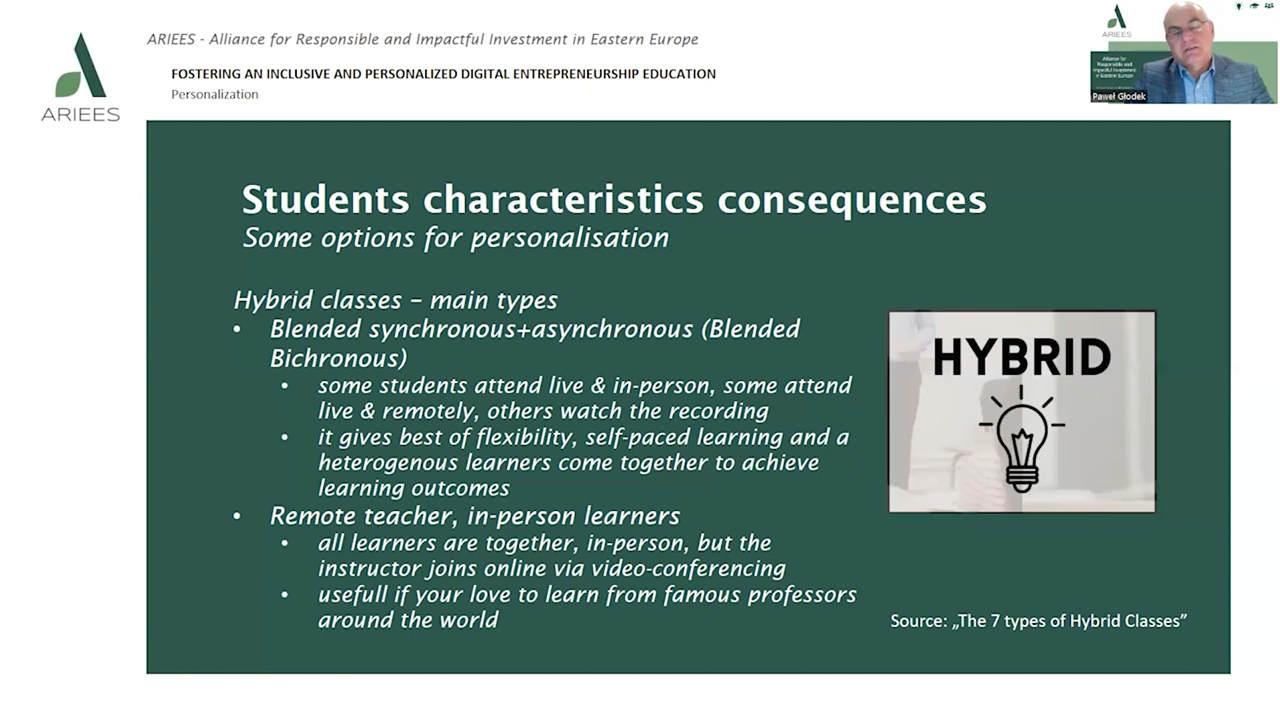 ARIEES - Alliance for Responsible and Impactful Investment in Eastern Europe
FOSTERING AN INCLUSIVE AND PERSONALIZED DIGITAL ENTREPRENEURSHIP EDUCATION
Personalization
ARIEES
ARIEES
Alliance for
Responsible and
Impactful Investment
in Eastern Europe
Paweł Głodek
Students characteristics consequences
Some options for personalisation
Hybrid classes – main types
• Blended synchronous+asynchronous (Blended
Bichronous)
• some students attend live & in-person, some attend
live & remotely, others watch the recording
• it gives best of flexibility, self-paced learning and a
heterogenous learners come together to achieve
learning outcomes
• Remote teacher, in-person learners
• all learners are together, in-person, but the
instructor joins online via video-conferencing
• usefull if your love to learn from famous professors
around the world
HYBRID
Source: „The 7 types of Hybrid Classes”